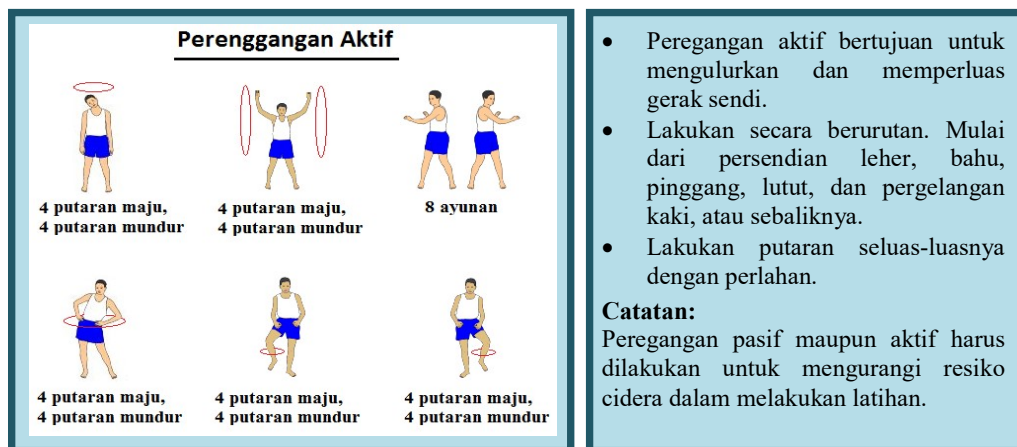 Perenggangan Aktif
4 putaran maju,
4 putaran mundur
4 putaran maju,
4 putaran mundur
8 ayunan
4 putaran maju,
4 putaran mundur
4 putaran maju,
4 putaran mundur
4 putaran maju,
4 putaran mundur
• Peregangan aktif bertujuan untuk
mengulurkan dan memperluas
gerak sendi.
• Lakukan secara berurutan. Mulai
dari persendian leher, bahu,
pinggang, lutut, dan pergelangan
kaki, atau sebaliknya.
• Lakukan putaran seluas-luasnya
dengan perlahan.
Catatan:
Peregangan pasif maupun aktif harus
dilakukan untuk mengurangi resiko
cidera dalam melakukan latihan.